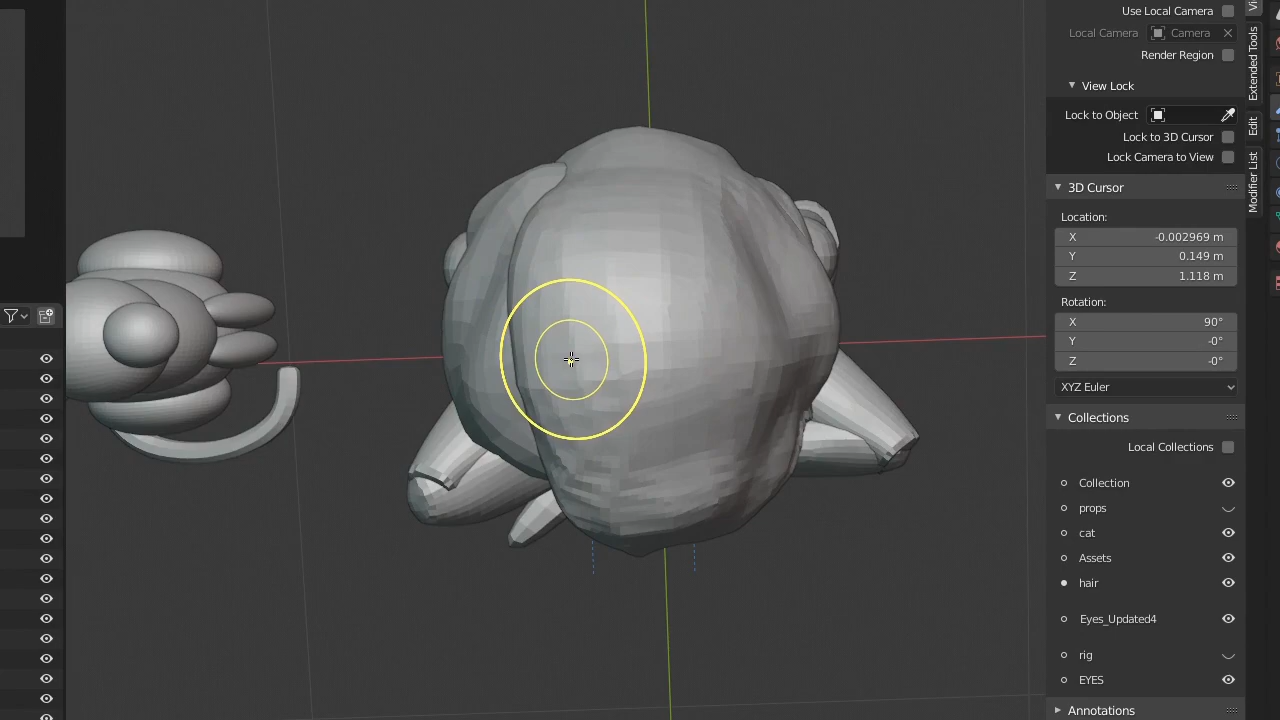 Use Local Camera
Local Camera Camera
Render Region
View Lock
Lock to Object
Lock to 3D Cursor
Lock Camera to View
3D Cursor
Location:
X -0.002969 m
Y 0.149 m
Z 1.118 m
Rotation:
X 90°
Y -0°
Z -0°
XYZ Euler
Collections
Local Collections
Collection
props
cat
Assets
hair
Eyes_Updated4
rig
EYES
Annotations
Extended Tools
Edit
Modifier List